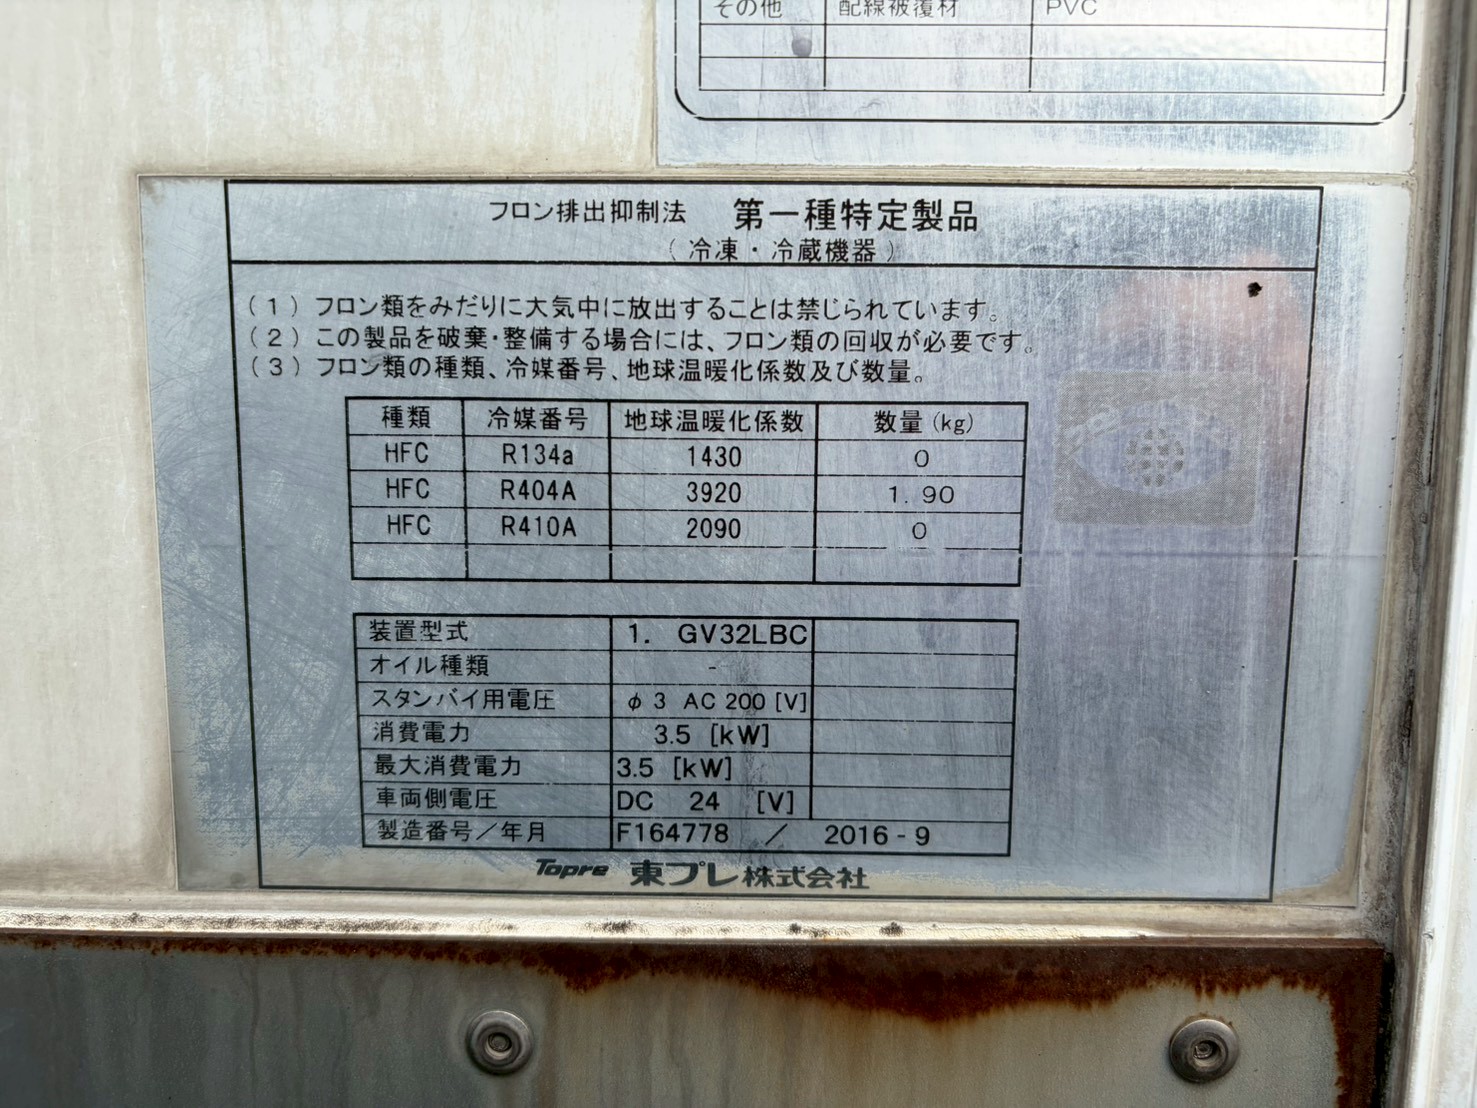 その他 配線被覆材 PVC
フロン排出抑制法 第一種特定製品
(冷凍・冷蔵機器)
(1) フロン類をみだりに大気中に放出することは禁じられています。
(2) この製品を破棄・整備する場合には、フロン類の回収が必要です。
(3) フロン類の種類、冷媒番号、地球温暖化係数及び数量。
種類 冷媒番号 地球温暖化係数 数量(kg)
HFC R134a 1430 0
HFC R404A 3920 1.90
HFC R410A 2090 0
装置型式 1. GV32LBC
オイル種類 -
スタンバイ用電圧 φ3 AC 200 [V]
消費電力 3.5 [kW]
最大消費電力 3.5 [kW]
車両側電圧 DC 24 [V]
製造番号/年月 F164778 / 2016-9
Topre 東プレ株式会社